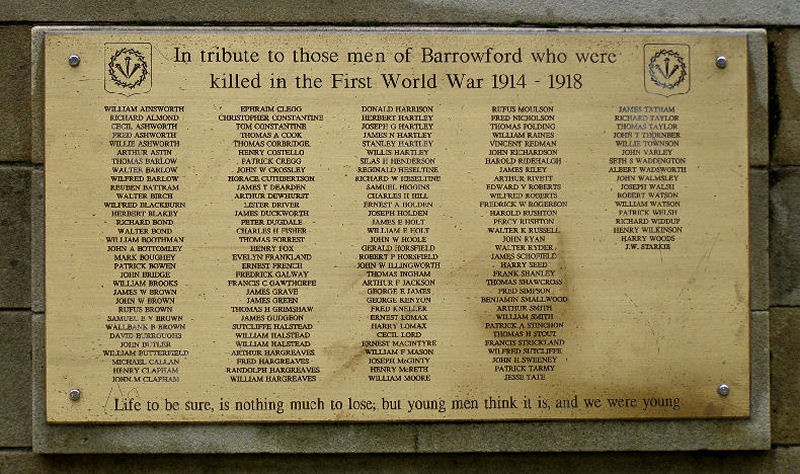 In tribute to those men of Barrowford who were
killed in the First World War 1914 - 1918
WILLIAM AINSWORTH
RICHARD ALMOND
CECIL ASHWORTH
FRED ASHWORTH
WILLIE ASHWORTH
ARTHUR ASTIN
THOMAS BARLOW
WALTER BARLOW
WILFRED BARLOW
REUBEN BATTRAM
WALTER BIRCH
WILFRED BLACKBURN
HERBERT BLAKEY
RICHARD BOND
WALTER BOND
WILLIAM BOOTHMAN
JOHN A BOTTOMLEY
MARK BOUGHEY
PATRICK BOWEN
JOHN BRIDGE
WILLIAM BROOKS
JAMES W BROWN
JOHN W BROWN
RUFUS BROWN
SAMUEL E V BROWN
WALLBANK B BROWN
DAVID BURROUGHS
JOHN BUTLER
WILLIAM BUTTERFIELD
MICHAEL CALLAN
HENRY CLAPHAM
JOHN M CLAPHAM
EPHRAIM CLEGG
CHRISTOPHER CONSTANTINE
TOM CONSTANTINE
THOMAS A COOK
THOMAS CORBRIDGE
HENRY COSTELLO
PATRICK CREGG
JOHN W CROSSLEY
HORACE CUTHBERTSON
JAMES T DEARDEN
ARTHUR DEWHURST
LISTER DRIVER
JAMES DUCKWORTH
PETER DUGDALE
CHARLES H FISHER
THOMAS FORREST
HENRY FOX
EVELYN FRANKLAND
ERNEST FRENCH
FREDRICK GALWAY
FRANCIS C GAWTHORPE
JAMES GRAVE
JAMES GREEN
THOMAS H GRIMSHAW
JAMES GUDGEON
SUTCLIFFE HALSTEAD
WILLIAM HALSTEAD
WILLIAM HALSTEAD
ARTHUR HARGREAVES
FRED HARGREAVES
RANDOLPH HARGREAVES
WILLIAM HARGREAVES
DONALD HARRISON
HERBERT HARTLEY
JOSEPH G HARTLEY
JAMES N HARTLEY
STANLEY HARTLEY
WILLIS HARTLEY
SILAS H HENDERSON
REGINALD HESELTINE
RICHARD W HESELTINE
SAMUEL HIGGINS
CHARLES H HILL
ERNEST A HOLDEN
JOSEPH HOLDEN
JAMES E HOLT
WILLIAM E HOLT
JOHN W HOOLE
GERALD HORSFIELD
ROBERT P HORSFIELD
JOHN W ILLINGWORTH
THOMAS INGHAM
ARTHUR F JACKSON
GEORGE E JAMES
GEORGE KENYON
FRED KNELLER
ERNEST LOMAX
HARRY LOMAX
CECIL LORD
ERNEST MACINTYRE
WILLIAM F MASON
JOSEPH McGINTY
HENRY McBETH
WILLIAM MOORE
RUFUS MOULSON
FRED NICHOLSON
THOMAS POLDING
WILLIAM RAINES
VINCENT REDMAN
JOHN RICHARDSON
HAROLD RIDEHALGH
JAMES RILEY
ARTHUR RIVETT
EDWARD V ROBERTS
WILFRED ROBERTS
FREDRICK W ROGERSON
HAROLD RUSHTON
PERCY RUSHTON
WALTER K RUSSELL
JOHN RYAN
WALTER RYDER
JAMES SCHOFIELD
HARRY SEED
FRANK SHANLEY
THOMAS SHAWCROSS
FRED SIMPSON
BENJAMIN SMALLWOOD
ARTHUR SMITH
WILLIAM SMITH
PATRICK A STINCHON
THOMAS H STOUT
FRANCIS STRICKLAND
WILFRED SUTCLIFFE
JOHN H SWEENEY
PATRICK TARMY
JESSE TATE
JAMES TATHAM
RICHARD TAYLOR
THOMAS TAYLOR
JOHN T THORNBER
WILLIE TOWNSON
JOHN VARLEY
SETH S WADDINGTON
ALBERT WADSWORTH
JOHN WALMSLEY
JOSEPH WALSH
ROBERT WATSON
WILLIAM WATSON
PATRICK WELSH
RICHARD WIDDUP
HENRY WILKINSON
HARRY WOODS
J.W. STARKIE
Life to be sure, is nothing much to lose; but young men think it is, and we were young